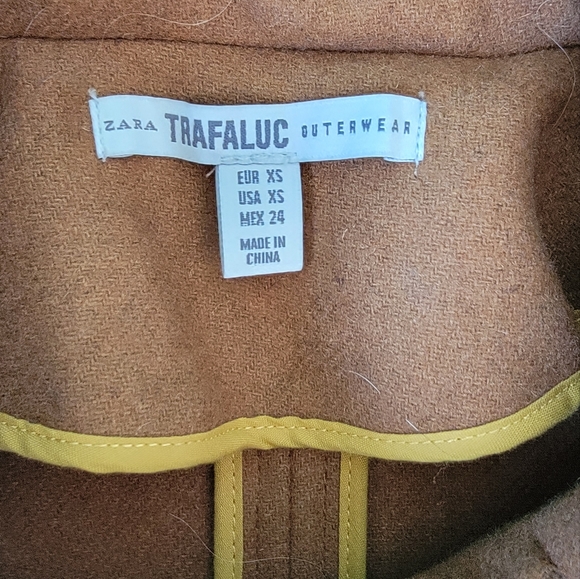 ZARA TRAFALUC OUTERWEAR
EUR XS
USA XS
MEX 24
MADE IN
CHINA